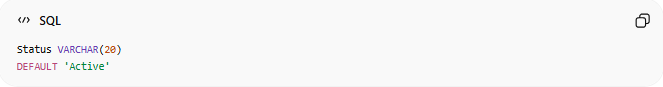 SQL
Status VARCHAR(20)
DEFAULT 'Active'